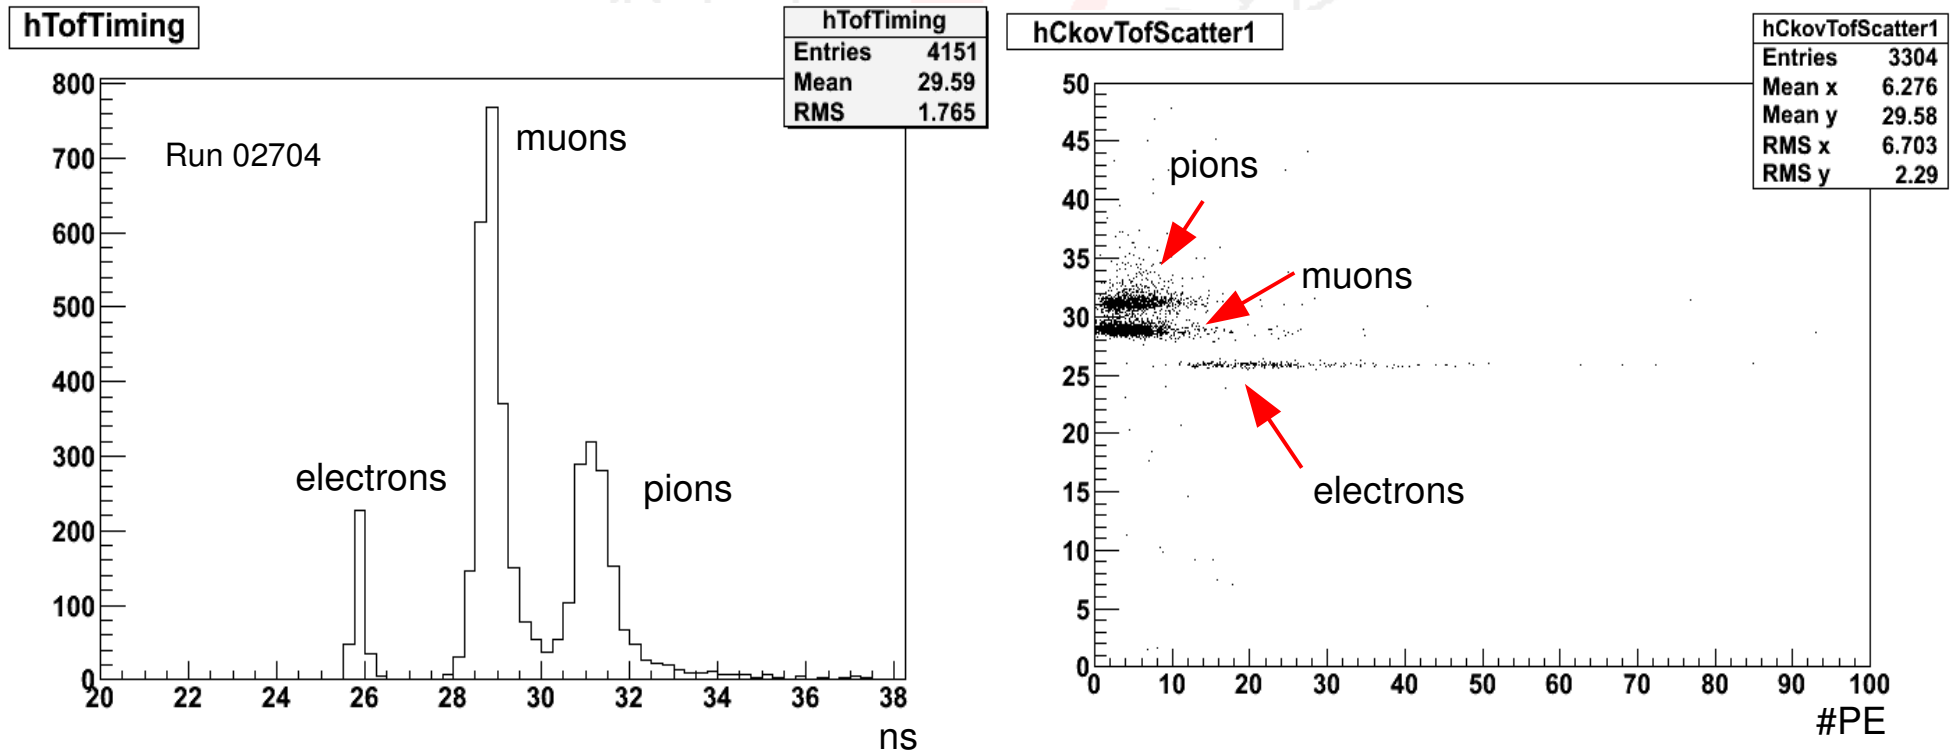 hTofTiming
hTofTiming
Entries 4151
Mean 29.59
RMS 1.765
Run 02704
muons
electrons
pions
800
700
600
500
400
300
200
100
0
20 22 24 26 28 30 32 34 36 38
ns
hCkovTofScatter1
hCkovTofScatter1
Entries 3304
Mean x 6.276
Mean y 29.58
RMS x 6.703
RMS y 2.29
pions
muons
electrons
50
45
40
35
30
25
20
15
10
5
0
0 10 20 30 40 50 60 70 80 90 100
#PE